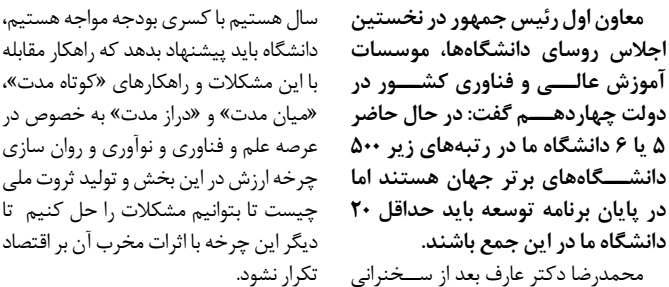 معاون اول رئیس جمهور در نخستین
اجلاس روسای دانشگاه‌ها، موسسات
آموزش عالی و فناوری کشور در
دولت چهاردهم گفت: در حال حاضر
۵ یا ۶ دانشگاه ما در رتبه‌های زیر ۵۰۰
دانشگاه‌های برتر جهان هستند اما
در پایان برنامه توسعه باید حداقل ۲۰
دانشگاه ما در این جمع باشند.
محمدرضا دکتر عارف بعد از سخنرانی
سال هستیم با کسری بودجه مواجه هستیم،
دانشگاه باید پیشنهاد بدهد که راهکار مقابله
با این مشکلات و راهکارهای «کوتاه مدت»،
«میان مدت» و «دراز مدت» به خصوص در
عرصه علم و فناوری و نوآوری و روان سازی
چرخه ارزش در این بخش و تولید ثروت ملی
چیست تا بتوانیم مشکلات را حل کنیم تا
دیگر این چرخه با اثرات مخرب آن بر اقتصاد
تکرار نشود.